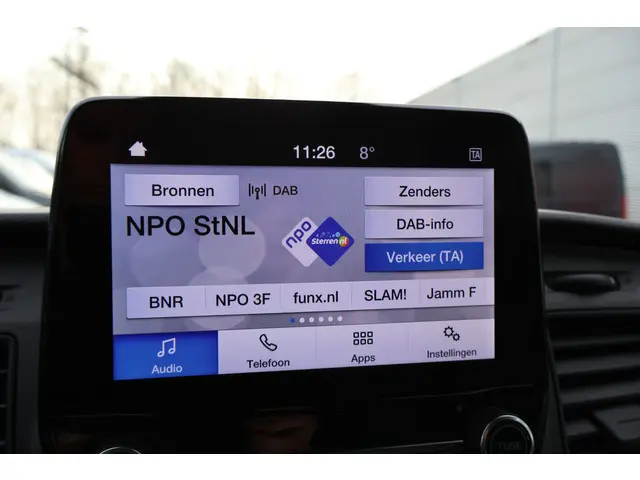 11:26 8° TA
Bronnen DAB Zenders
NPO StNL
npo
Sterren.nl
DAB-info
Verkeer (TA)
BNR NPO 3F funx.nl SLAM! Jamm F
Audio Telefoon Apps Instellingen
TUNE